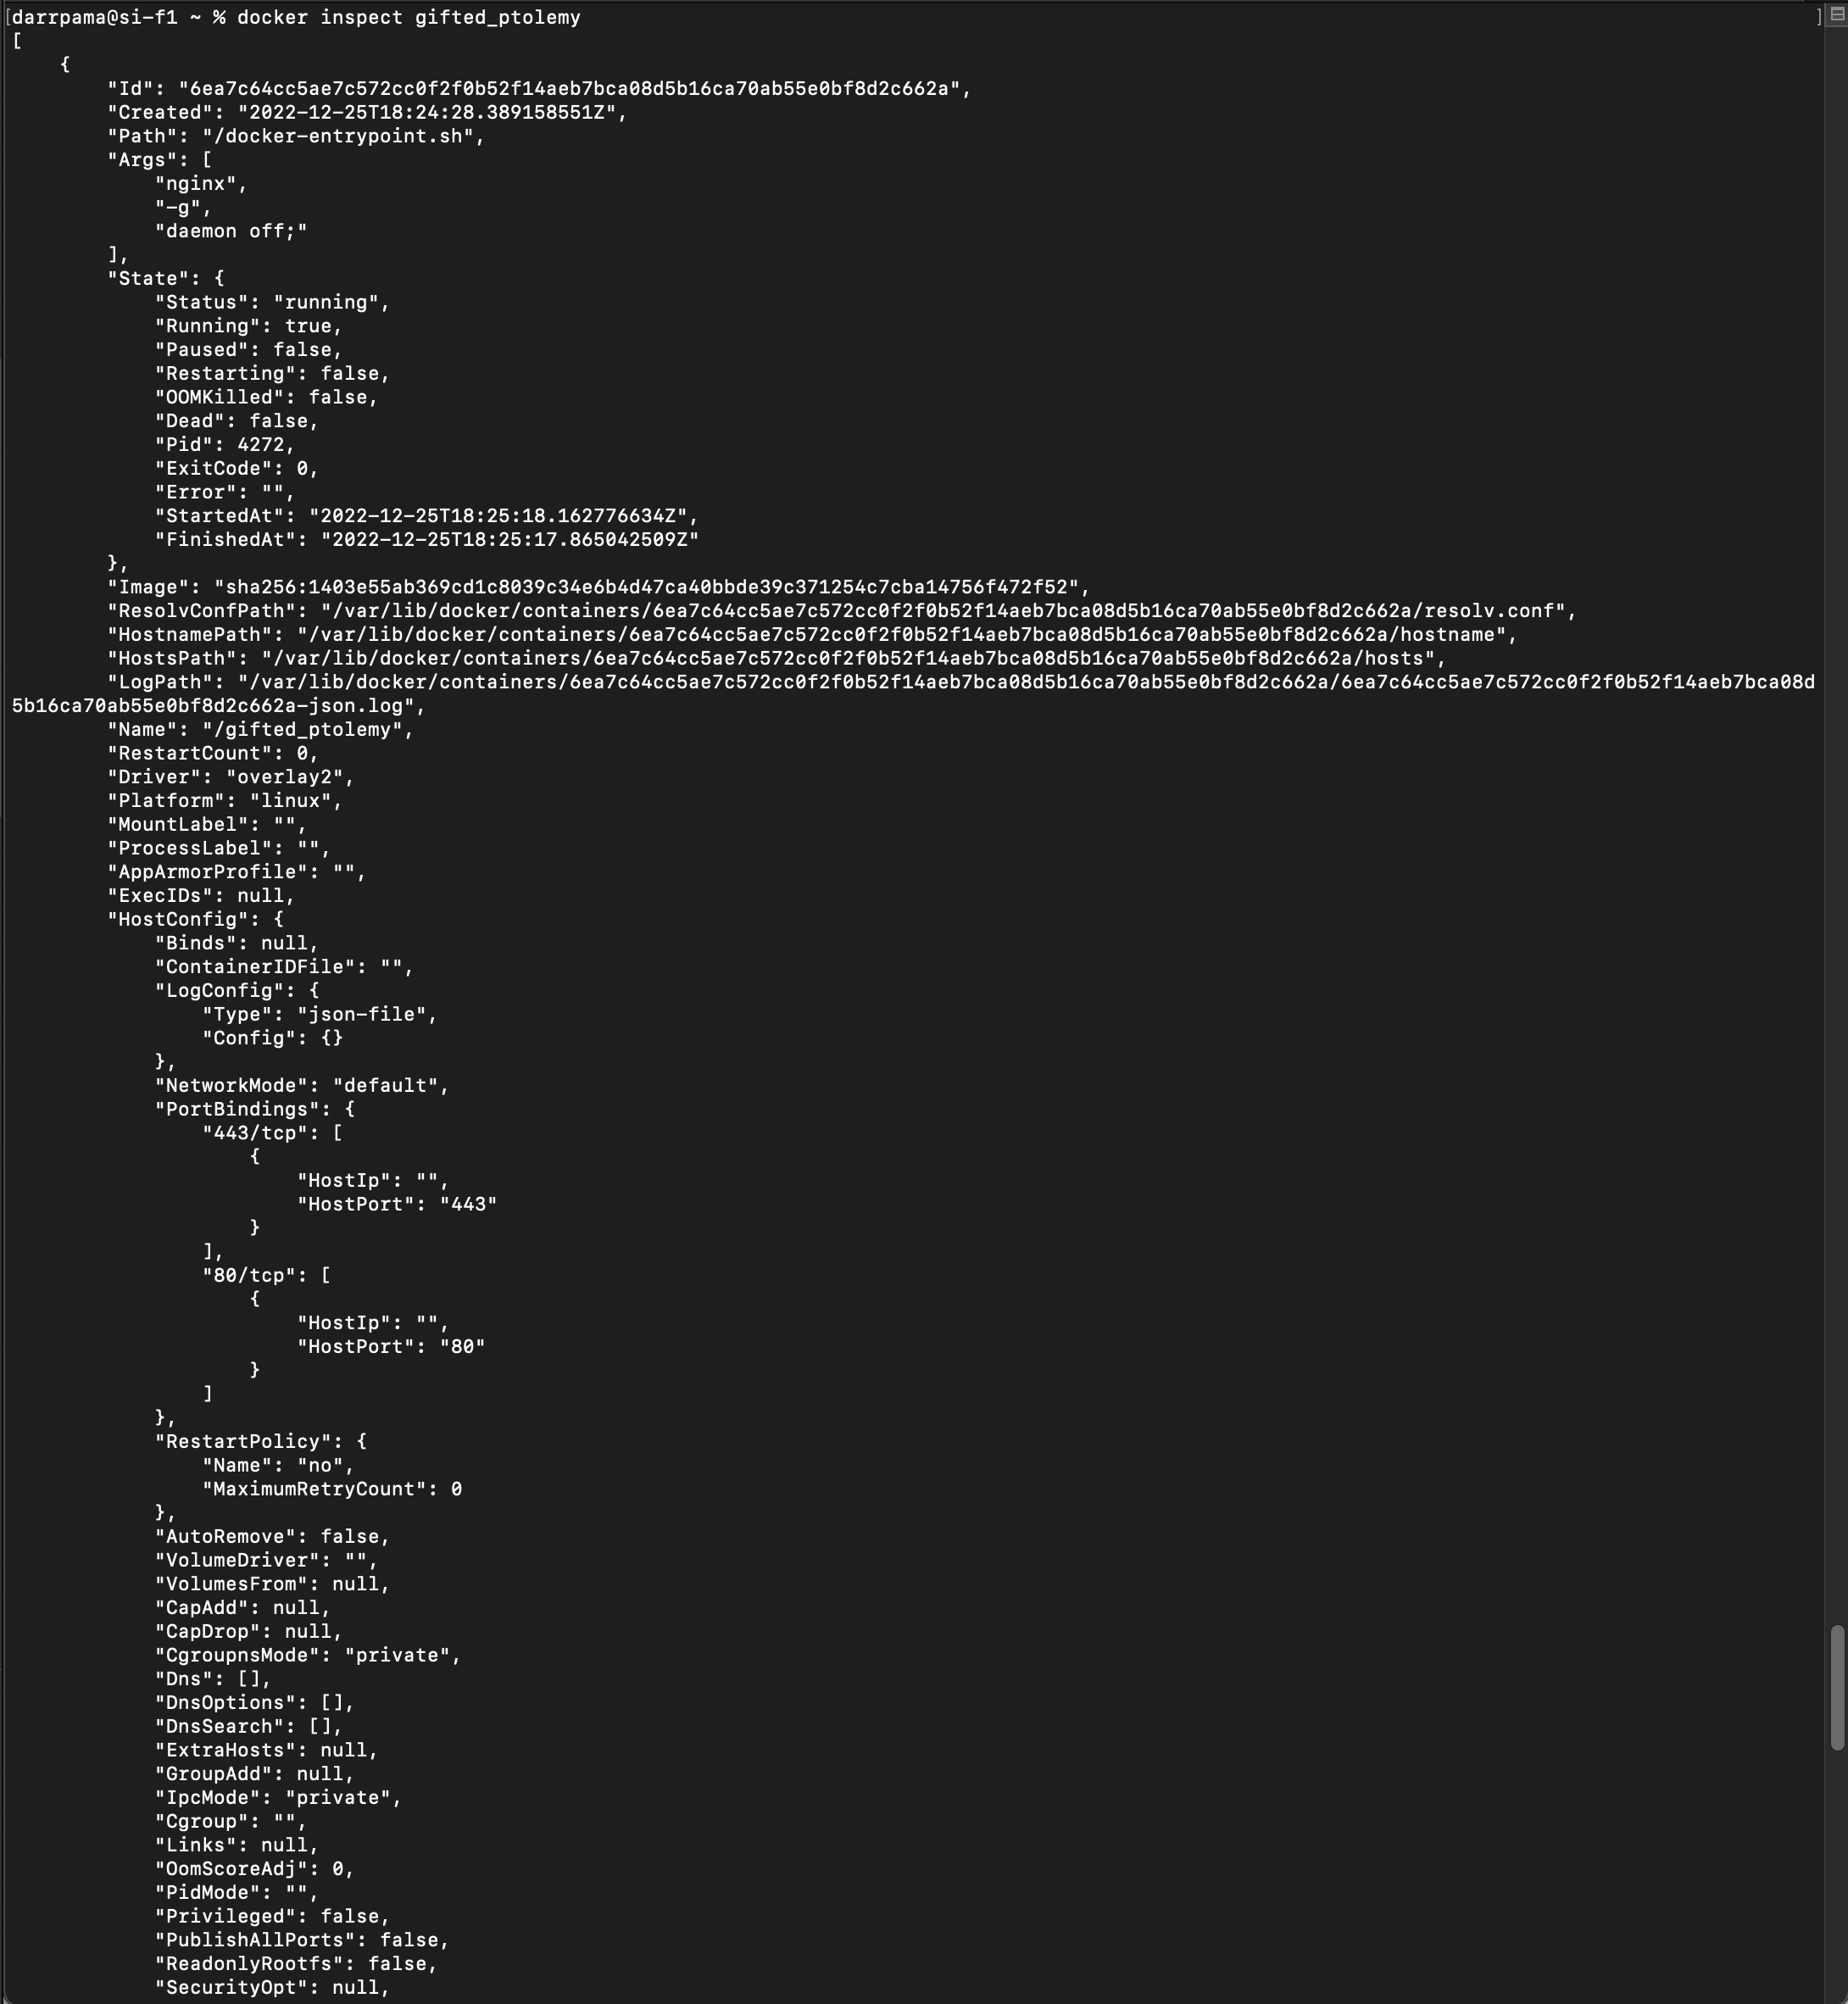 [darrpama@si-f1 ~ % docker inspect gifted_ptolemy ]
[
    {
        "Id": "6ea7c64cc5ae7c572cc0f2f0b52f14aeb7bca08d5b16ca70ab55e0bf8d2c662a",
        "Created": "2022-12-25T18:24:28.389158551Z",
        "Path": "/docker-entrypoint.sh",
        "Args": [
            "nginx",
            "-g",
            "daemon off;"
        ],
        "State": {
            "Status": "running",
            "Running": true,
            "Paused": false,
            "Restarting": false,
            "OOMKilled": false,
            "Dead": false,
            "Pid": 4272,
            "ExitCode": 0,
            "Error": "",
            "StartedAt": "2022-12-25T18:25:18.162776634Z",
            "FinishedAt": "2022-12-25T18:25:17.865042509Z"
        },
        "Image": "sha256:1403e55ab369cd1c8039c34e6b4d47ca40bbde39c371254c7cba14756f472f52",
        "ResolvConfPath": "/var/lib/docker/containers/6ea7c64cc5ae7c572cc0f2f0b52f14aeb7bca08d5b16ca70ab55e0bf8d2c662a/resolv.conf",
        "HostnamePath": "/var/lib/docker/containers/6ea7c64cc5ae7c572cc0f2f0b52f14aeb7bca08d5b16ca70ab55e0bf8d2c662a/hostname",
        "HostsPath": "/var/lib/docker/containers/6ea7c64cc5ae7c572cc0f2f0b52f14aeb7bca08d5b16ca70ab55e0bf8d2c662a/hosts",
        "LogPath": "/var/lib/docker/containers/6ea7c64cc5ae7c572cc0f2f0b52f14aeb7bca08d5b16ca70ab55e0bf8d2c662a/6ea7c64cc5ae7c572cc0f2f0b52f14aeb7bca08d
5b16ca70ab55e0bf8d2c662a-json.log",
        "Name": "/gifted_ptolemy",
        "RestartCount": 0,
        "Driver": "overlay2",
        "Platform": "linux",
        "MountLabel": "",
        "ProcessLabel": "",
        "AppArmorProfile": "",
        "ExecIDs": null,
        "HostConfig": {
            "Binds": null,
            "ContainerIDFile": "",
            "LogConfig": {
                "Type": "json-file",
                "Config": {}
            },
            "NetworkMode": "default",
            "PortBindings": {
                "443/tcp": [
                    {
                        "HostIp": "",
                        "HostPort": "443"
                    }
                ],
                "80/tcp": [
                    {
                        "HostIp": "",
                        "HostPort": "80"
                    }
                ]
            },
            "RestartPolicy": {
                "Name": "no",
                "MaximumRetryCount": 0
            },
            "AutoRemove": false,
            "VolumeDriver": "",
            "VolumesFrom": null,
            "CapAdd": null,
            "CapDrop": null,
            "CgroupnsMode": "private",
            "Dns": [],
            "DnsOptions": [],
            "DnsSearch": [],
            "ExtraHosts": null,
            "GroupAdd": null,
            "IpcMode": "private",
            "Cgroup": "",
            "Links": null,
            "OomScoreAdj": 0,
            "PidMode": "",
            "Privileged": false,
            "PublishAllPorts": false,
            "ReadonlyRootfs": false,
            "SecurityOpt": null,